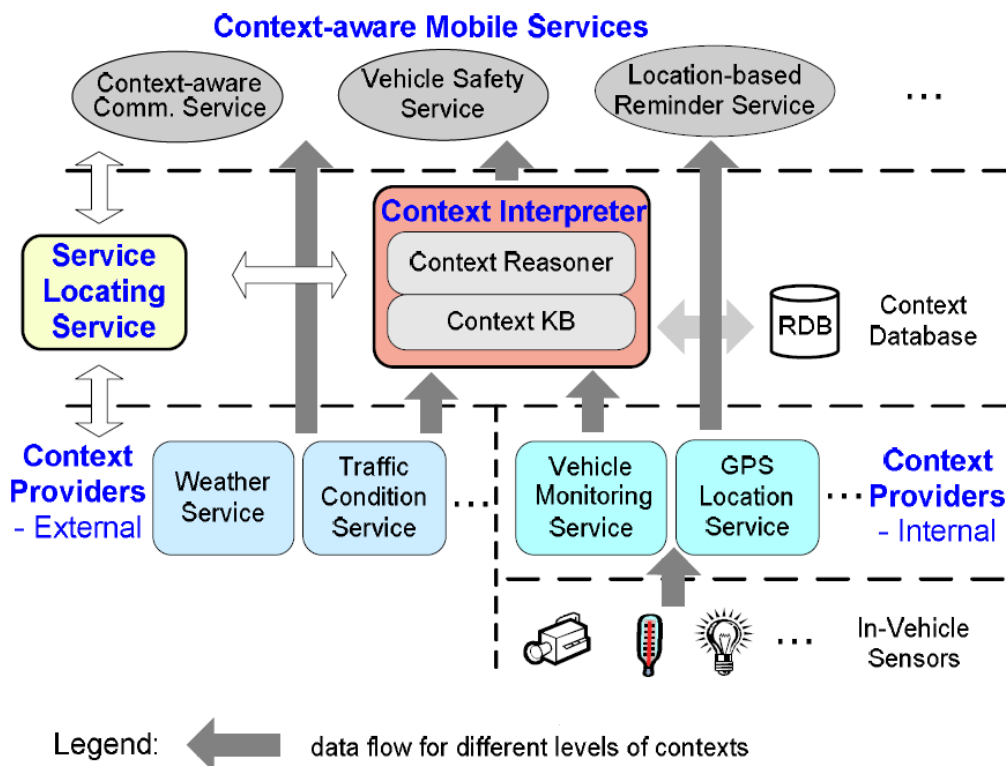 Context-aware Mobile Services
Context-aware
Comm. Service
Vehicle Safety
Service
Location-based
Reminder Service
...
Service
Locating
Service
Context Interpreter
Context Reasoner
Context KB
RDB
Context
Database
Context
Providers
- External
Weather
Service
Traffic
Condition
Service
...
Vehicle
Monitoring
Service
GPS
Location
Service
...
Context
Providers
- Internal
...
In-Vehicle
Sensors
Legend:
data flow for different levels of contexts